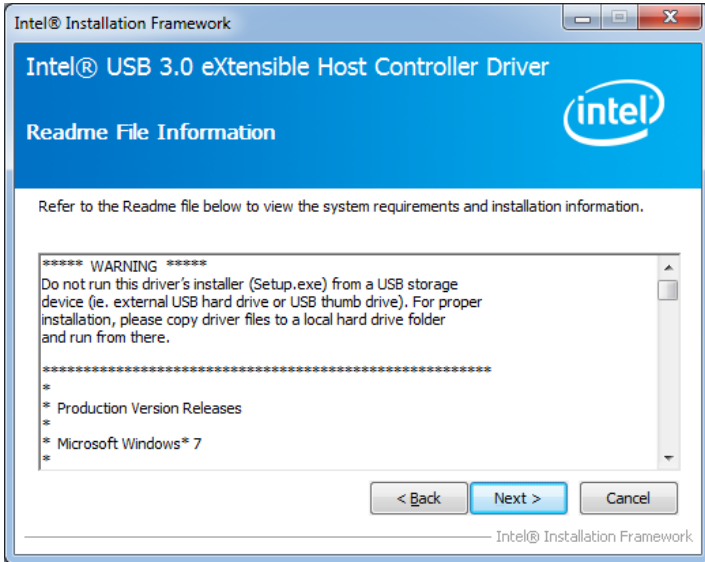 Intel® Installation Framework
Intel® USB 3.0 eXtensible Host Controller Driver
Readme File Information
intel
Refer to the Readme file below to view the system requirements and installation information.
***** WARNING *****
Do not run this driver's installer (Setup.exe) from a USB storage
device (ie. external USB hard drive or USB thumb drive). For proper
installation, please copy driver files to a local hard drive folder
and run from there.
*******************************************************
*
* Production Version Releases
*
* Microsoft Windows* 7
*
< Back
Next >
Cancel
Intel® Installation Framework